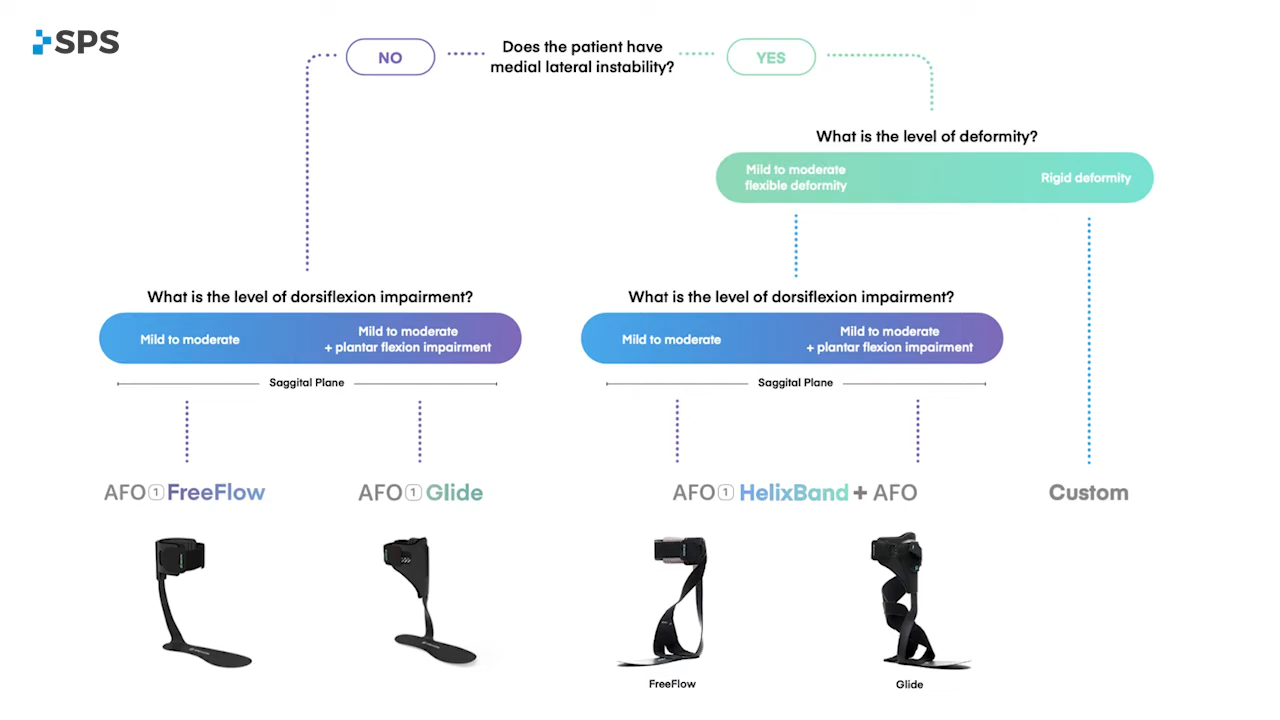 SPS
NO
Does the patient have
medial lateral instability?
YES
What is the level of deformity?
Mild to moderate
flexible deformity
Rigid deformity
What is the level of dorsiflexion impairment?
Mild to moderate
Mild to moderate
+ plantar flexion impairment
Saggital Plane
What is the level of dorsiflexion impairment?
Mild to moderate
Mild to moderate
+ plantar flexion impairment
Saggital Plane
AFO 1 FreeFlow
AFO 1 Glide
AFO 1 HelixBand + AFO
Custom
FreeFlow
Glide